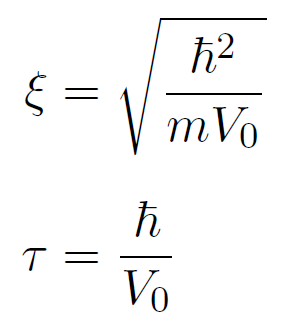 ξ = √(ħ²/(mV₀))
τ = ħ/V₀